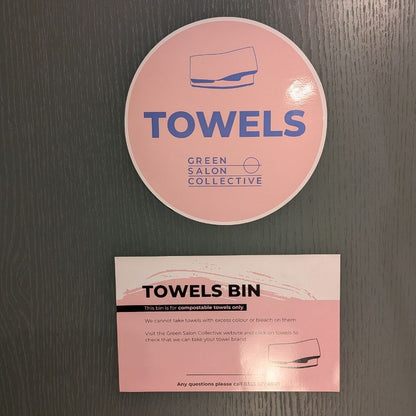 TOWELS
GREEN
SALON
COLLECTIVE
TOWELS BIN
This bin is for compostable towels only.
We cannot take towels with excess colour or bleach on them.
Visit the Green Salon Collective website and click on towels to
check that we can take your towel brand.
Any questions please call